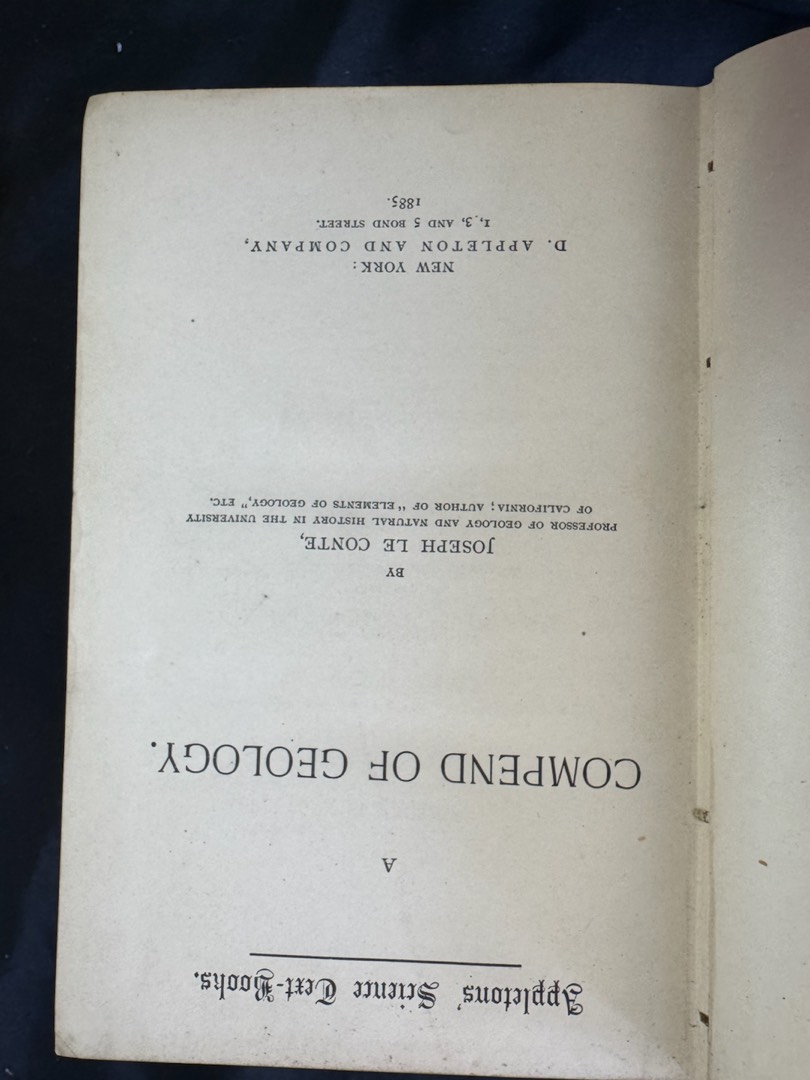 Appletons' Science Text-Books.
A
COMPEND OF GEOLOGY.
BY
JOSEPH LE CONTE,
PROFESSOR OF GEOLOGY AND NATURAL HISTORY IN THE UNIVERSITY
OF CALIFORNIA; AUTHOR OF "ELEMENTS OF GEOLOGY," ETC.
NEW YORK:
D. APPLETON AND COMPANY,
1, 3, AND 5 BOND STREET.
1885.